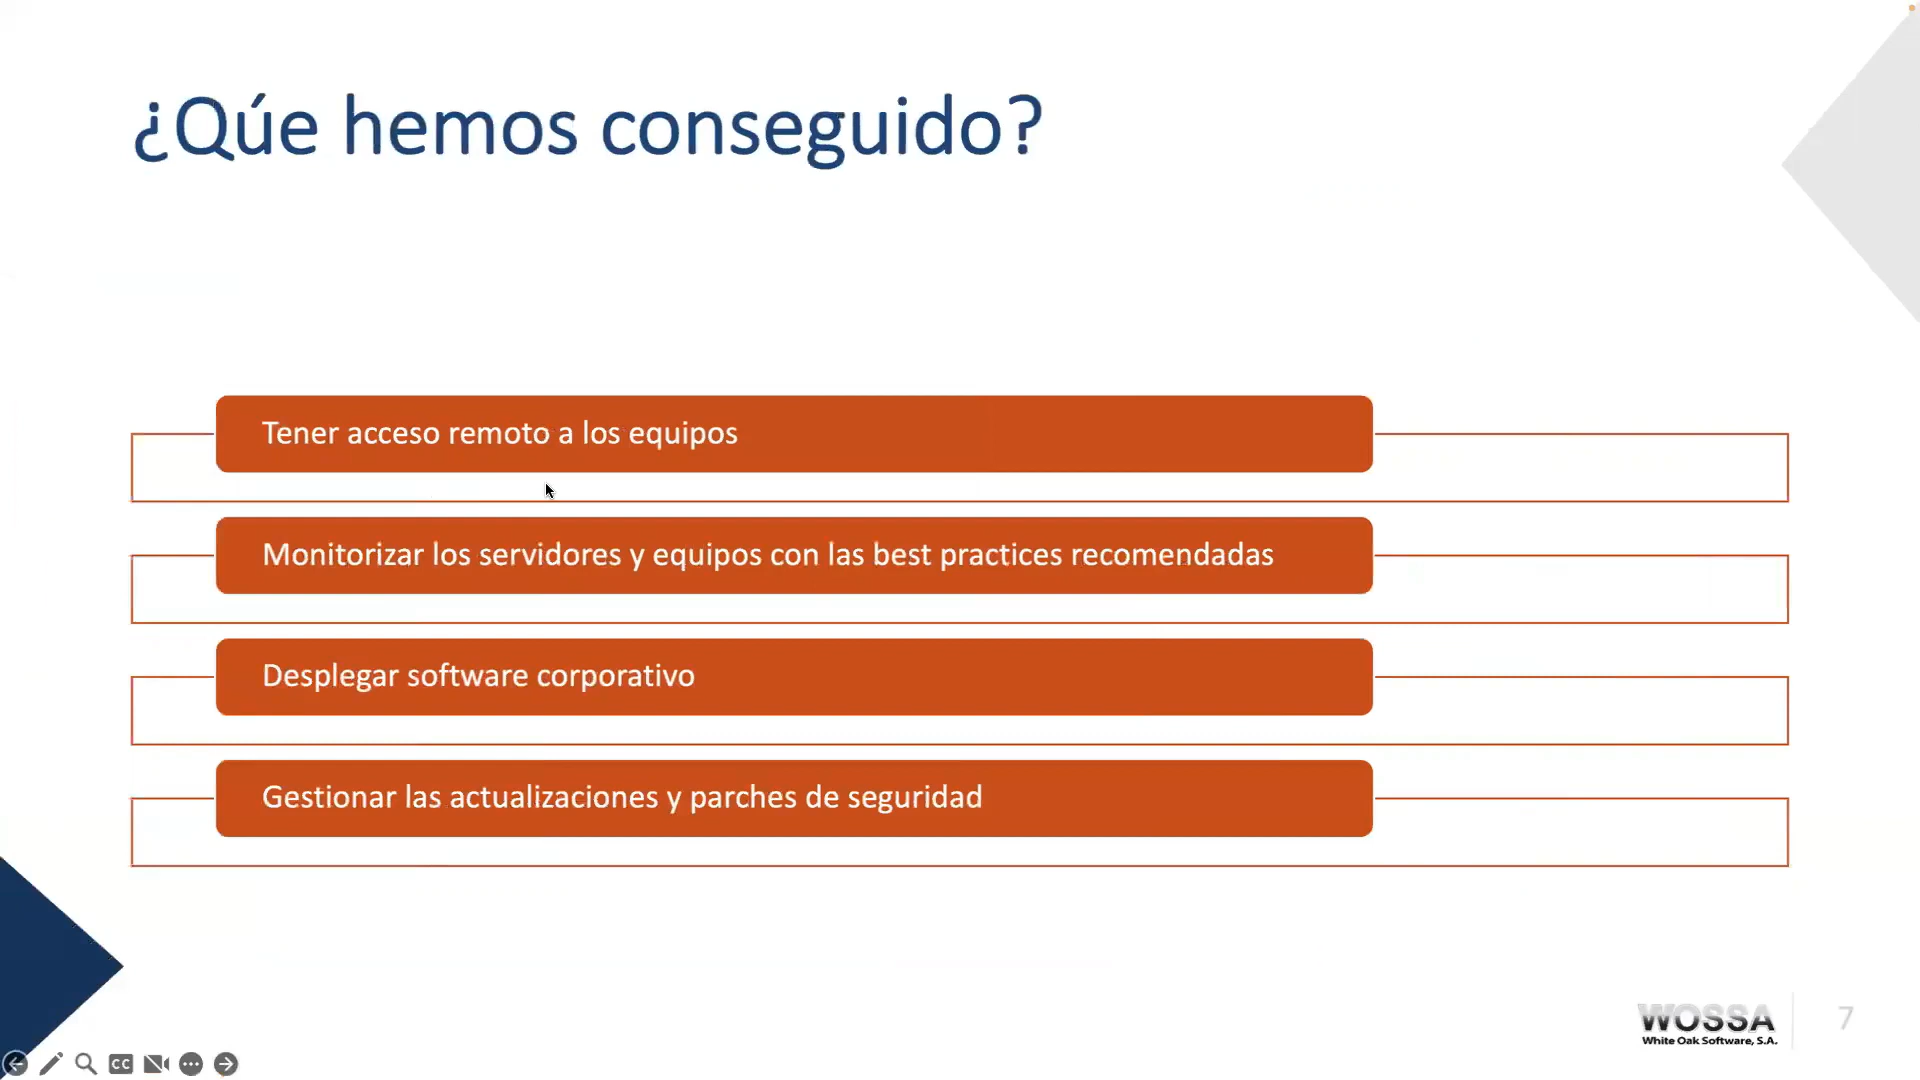 ¿Qúe hemos conseguido?
Tener acceso remoto a los equipos
Monitorizar los servidores y equipos con las best practices recomendadas
Desplegar software corporativo
Gestionar las actualizaciones y parches de seguridad
WOSSA
White Oak Software, S.A.
7
CC